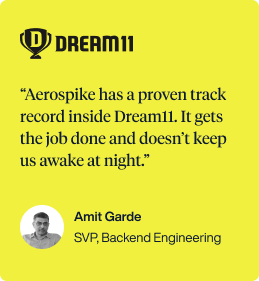 D DREAM11
“Aerospike has a proven track
record inside Dream11. It gets
the job done and doesn’t keep
us awake at night.”
Amit Garde
SVP, Backend Engineering